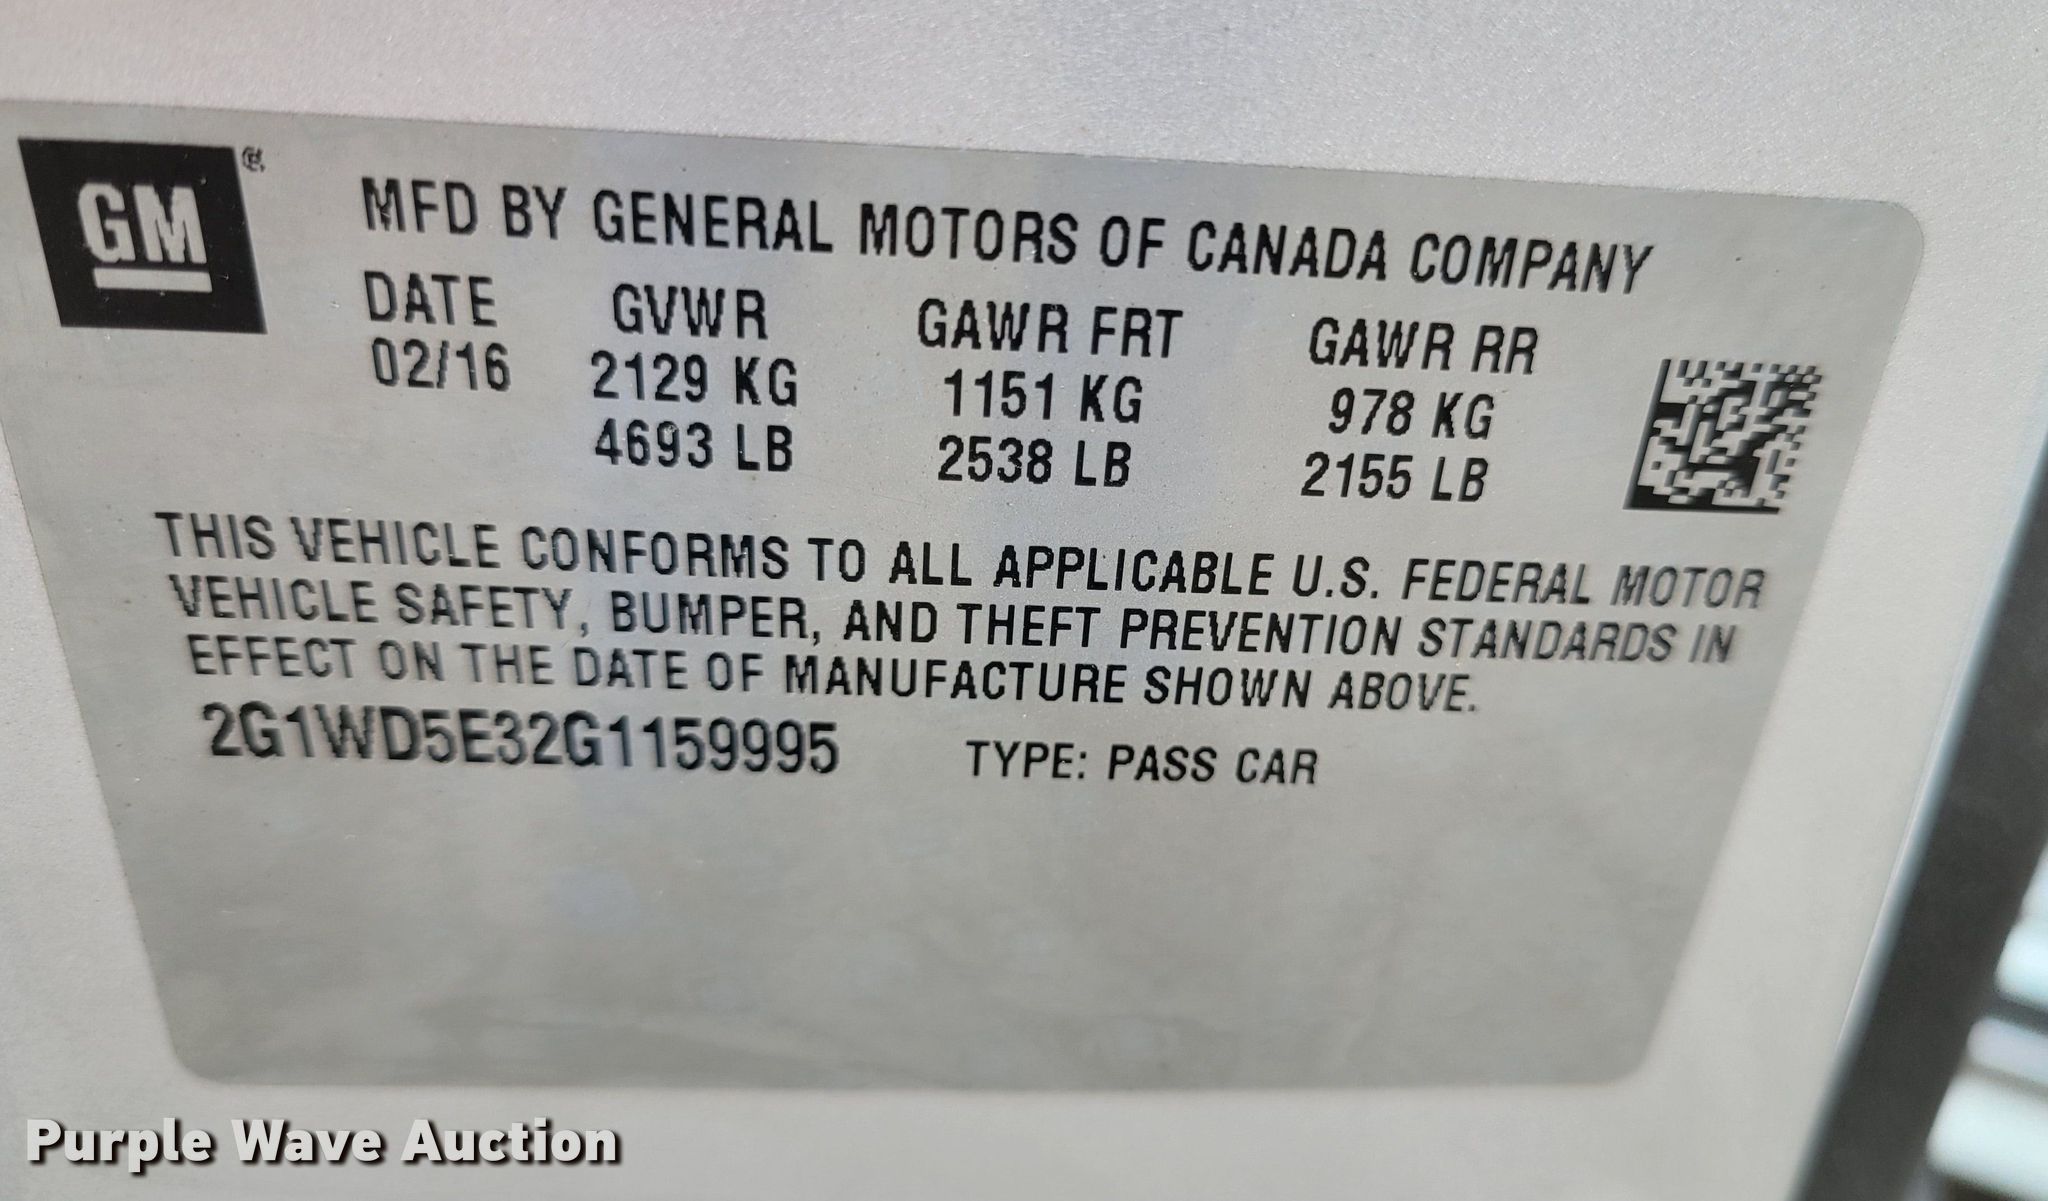 GM
MFD BY GENERAL MOTORS OF CANADA COMPANY
DATE GVWR GAWR FRT GAWR RR
02/16 2129 KG 1151 KG 978 KG
4693 LB 2538 LB 2155 LB
THIS VEHICLE CONFORMS TO ALL APPLICABLE U.S. FEDERAL MOTOR
VEHICLE SAFETY, BUMPER, AND THEFT PREVENTION STANDARDS IN
EFFECT ON THE DATE OF MANUFACTURE SHOWN ABOVE.
2G1WD5E32G1159995 TYPE: PASS CAR
Purple Wave Auction